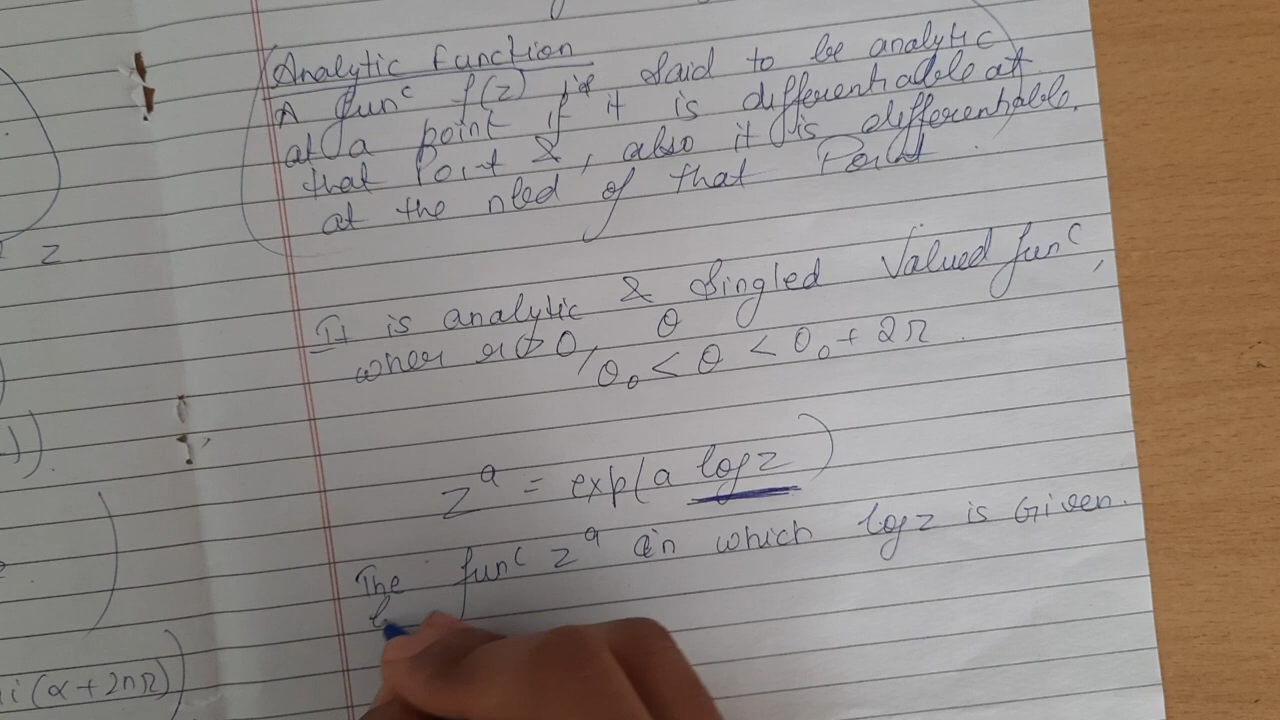 Analytic Function
A func f(z) is said to be analytic
at a point if it is differentiable at
that Point &, also it is differentiable.
at the nbd of that Point.
z
It is analytic & Singled Valued func,
when r > 0, θ
θ₀ < θ < θ₀ + 2π.
zᵃ = exp(a log z)
The func zᵃ in which log z is Given.
i(α + 2nπ)